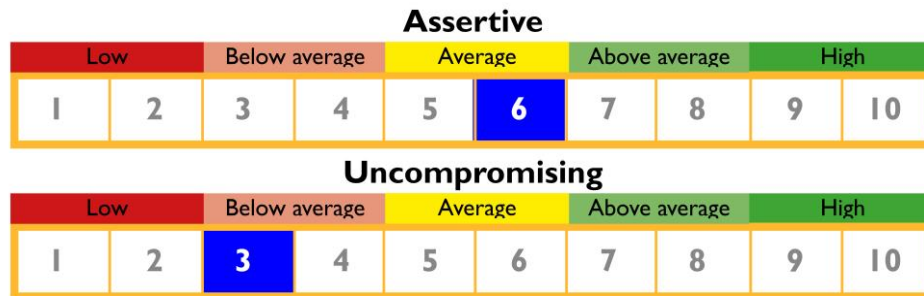 Assertive
Low Below average Average Above average High
1 2 3 4 5 6 7 8 9 10
Uncompromising
Low Below average Average Above average High
1 2 3 4 5 6 7 8 9 10